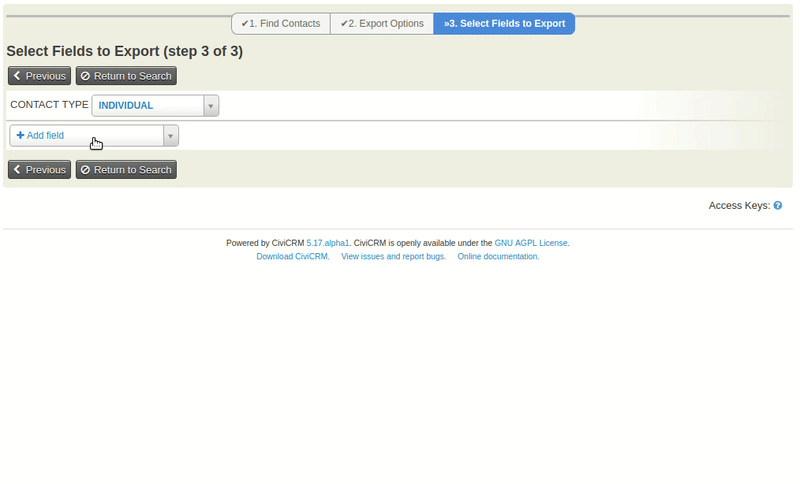 ✔1. Find Contacts ✔2. Export Options »3. Select Fields to Export
Select Fields to Export (step 3 of 3)
Previous Return to Search
CONTACT TYPE INDIVIDUAL
Add field
Previous Return to Search
Access Keys:
Powered by CiviCRM 5.17.alpha1. CiviCRM is openly available under the GNU AGPL License.
Download CiviCRM. View issues and report bugs. Online documentation.